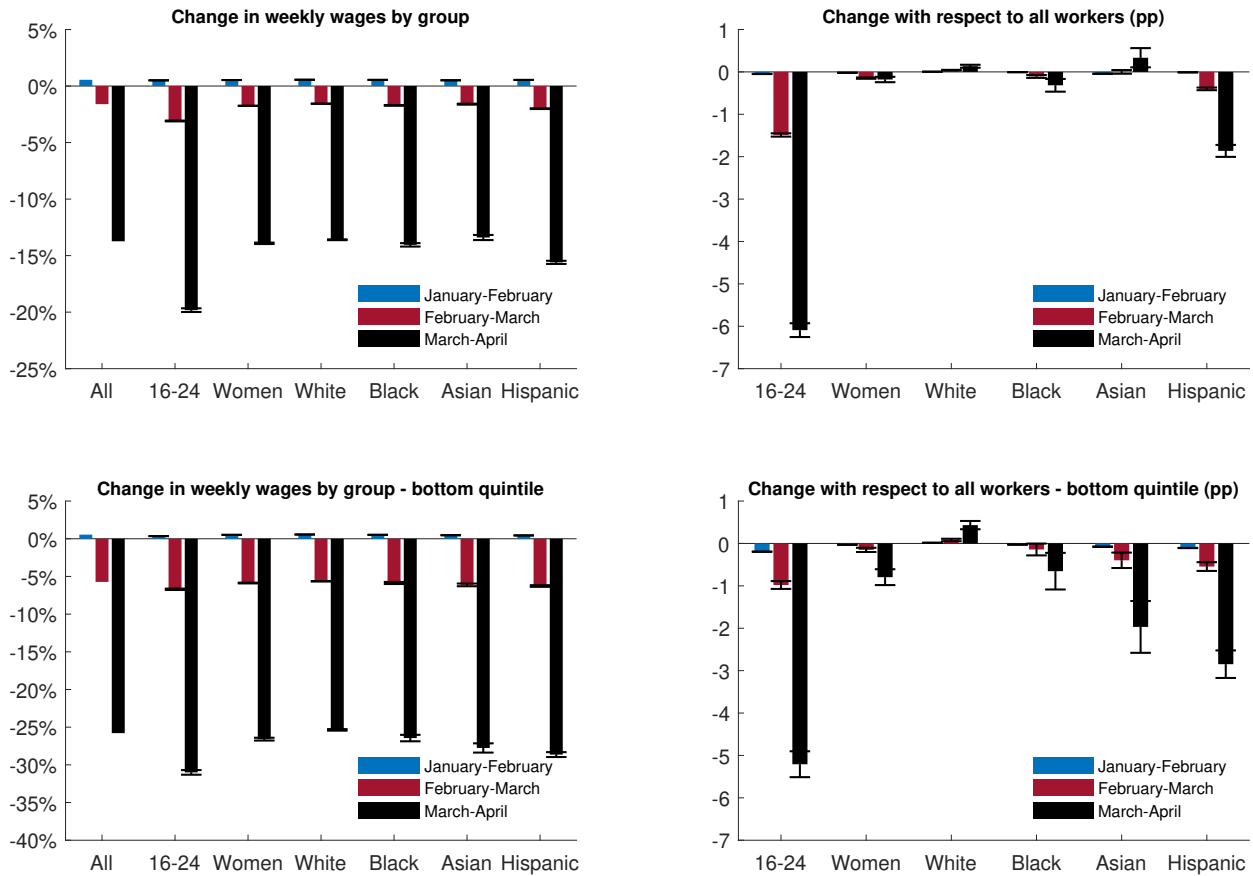 Change in weekly wages by group
5%
0%
-5%
-10%
-15%
-20%
-25%
January-February
February-March
March-April
All 16-24 Women White Black Asian Hispanic
Change with respect to all workers (pp)
1
0
-1
-2
-3
-4
-5
-6
-7
January-February
February-March
March-April
16-24 Women White Black Asian Hispanic
Change in weekly wages by group - bottom quintile
5%
0%
-5%
-10%
-15%
-20%
-25%
-30%
-35%
-40%
January-February
February-March
March-April
All 16-24 Women White Black Asian Hispanic
Change with respect to all workers - bottom quintile (pp)
1
0
-1
-2
-3
-4
-5
-6
-7
January-February
February-March
March-April
16-24 Women White Black Asian Hispanic